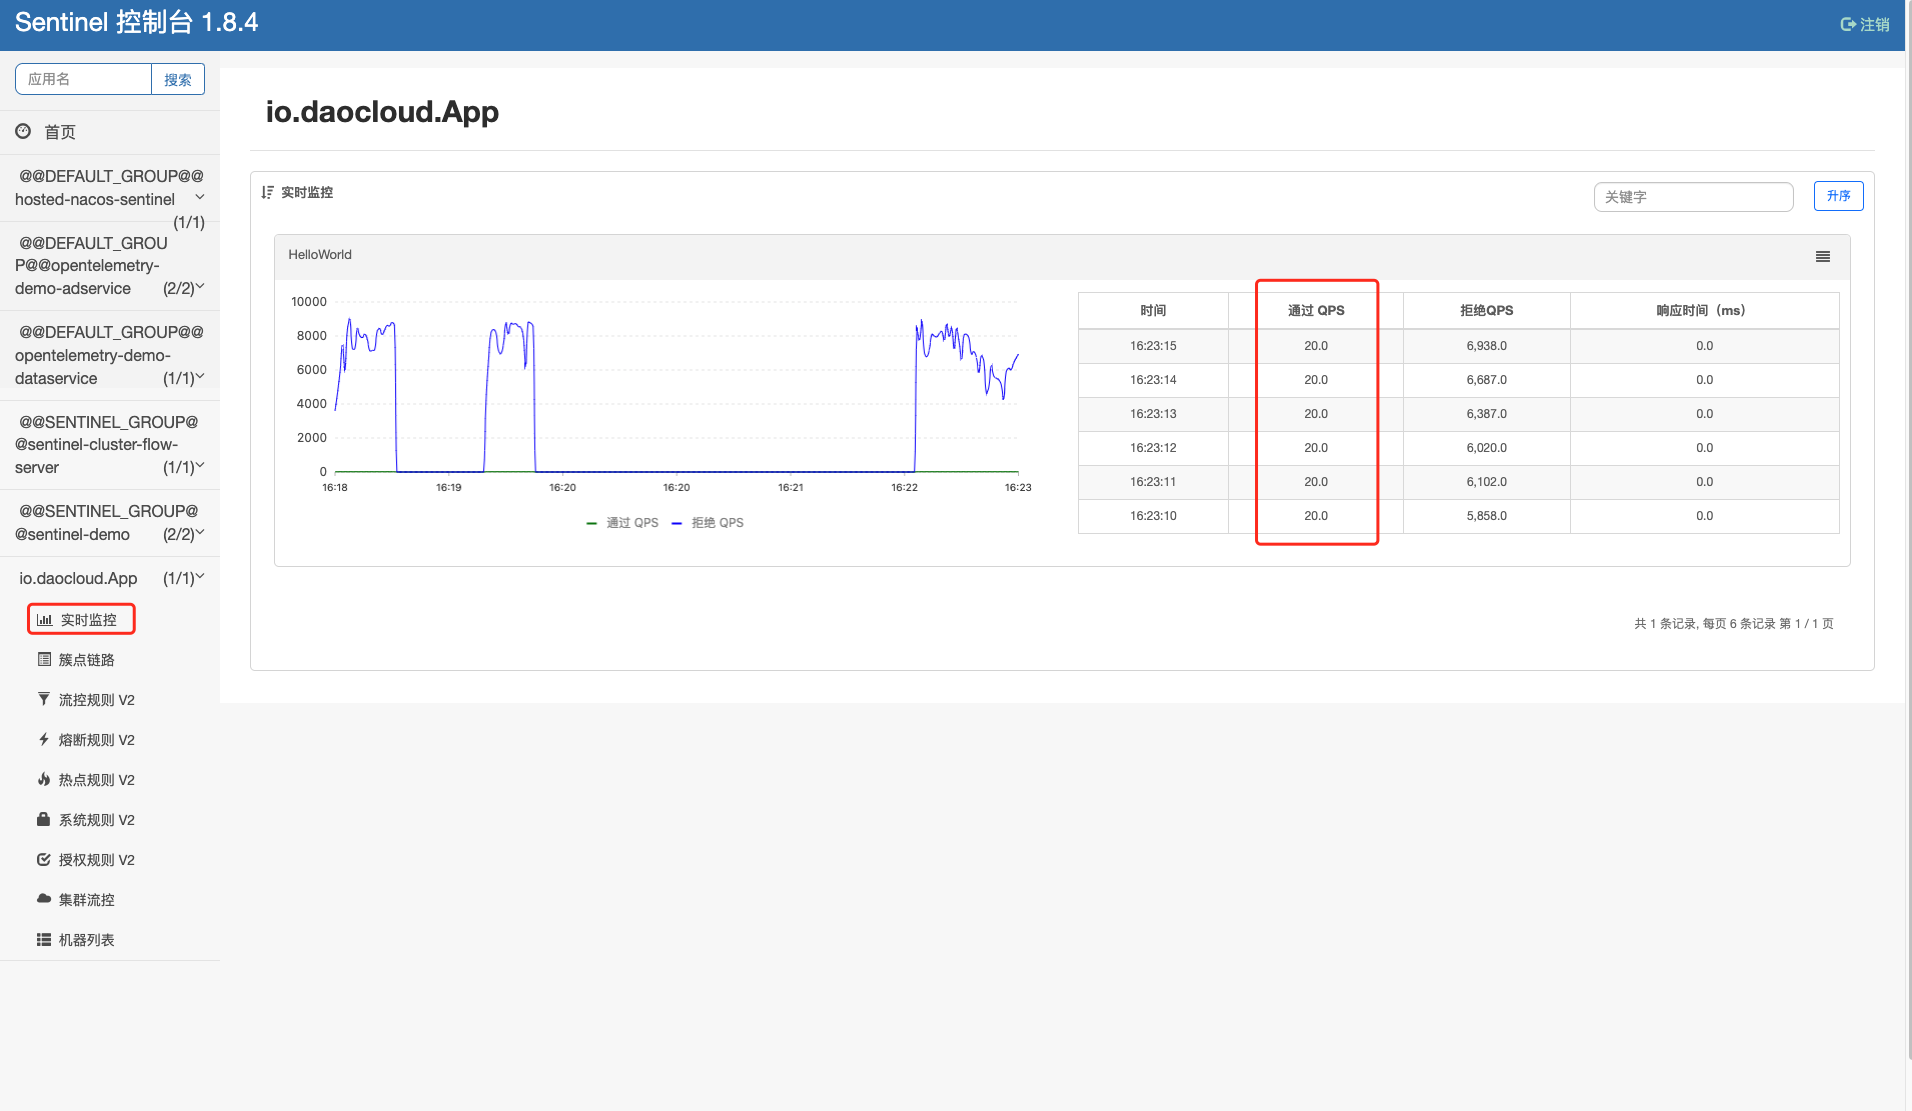 Sentinel 控制台 1.8.4
注销
应用名
搜索
首页
@@DEFAULT_GROUP@@
hosted-nacos-sentinel
(1/1)
@@DEFAULT_GROU
P@@opentelemetry-
demo-adservice (2/2)
@@DEFAULT_GROUP@@
opentelemetry-demo-
dataservice (1/1)
@@SENTINEL_GROUP@
@sentinel-cluster-flow-
server (1/1)
@@SENTINEL_GROUP@
@sentinel-demo (2/2)
io.daocloud.App (1/1)
实时监控
簇点链路
流控规则 V2
熔断规则 V2
热点规则 V2
系统规则 V2
授权规则 V2
集群流控
机器列表
io.daocloud.App
实时监控
关键字
升序
HelloWorld
10000
8000
6000
4000
2000
0
16:18 16:19 16:20 16:20 16:21 16:22 16:23
通过 QPS 拒绝 QPS
时间 通过 QPS 拒绝QPS 响应时间（ms）
16:23:15 20.0 6,938.0 0.0
16:23:14 20.0 6,687.0 0.0
16:23:13 20.0 6,387.0 0.0
16:23:12 20.0 6,020.0 0.0
16:23:11 20.0 6,102.0 0.0
16:23:10 20.0 5,858.0 0.0
共 1 条记录, 每页 6 条记录 第 1 / 1 页